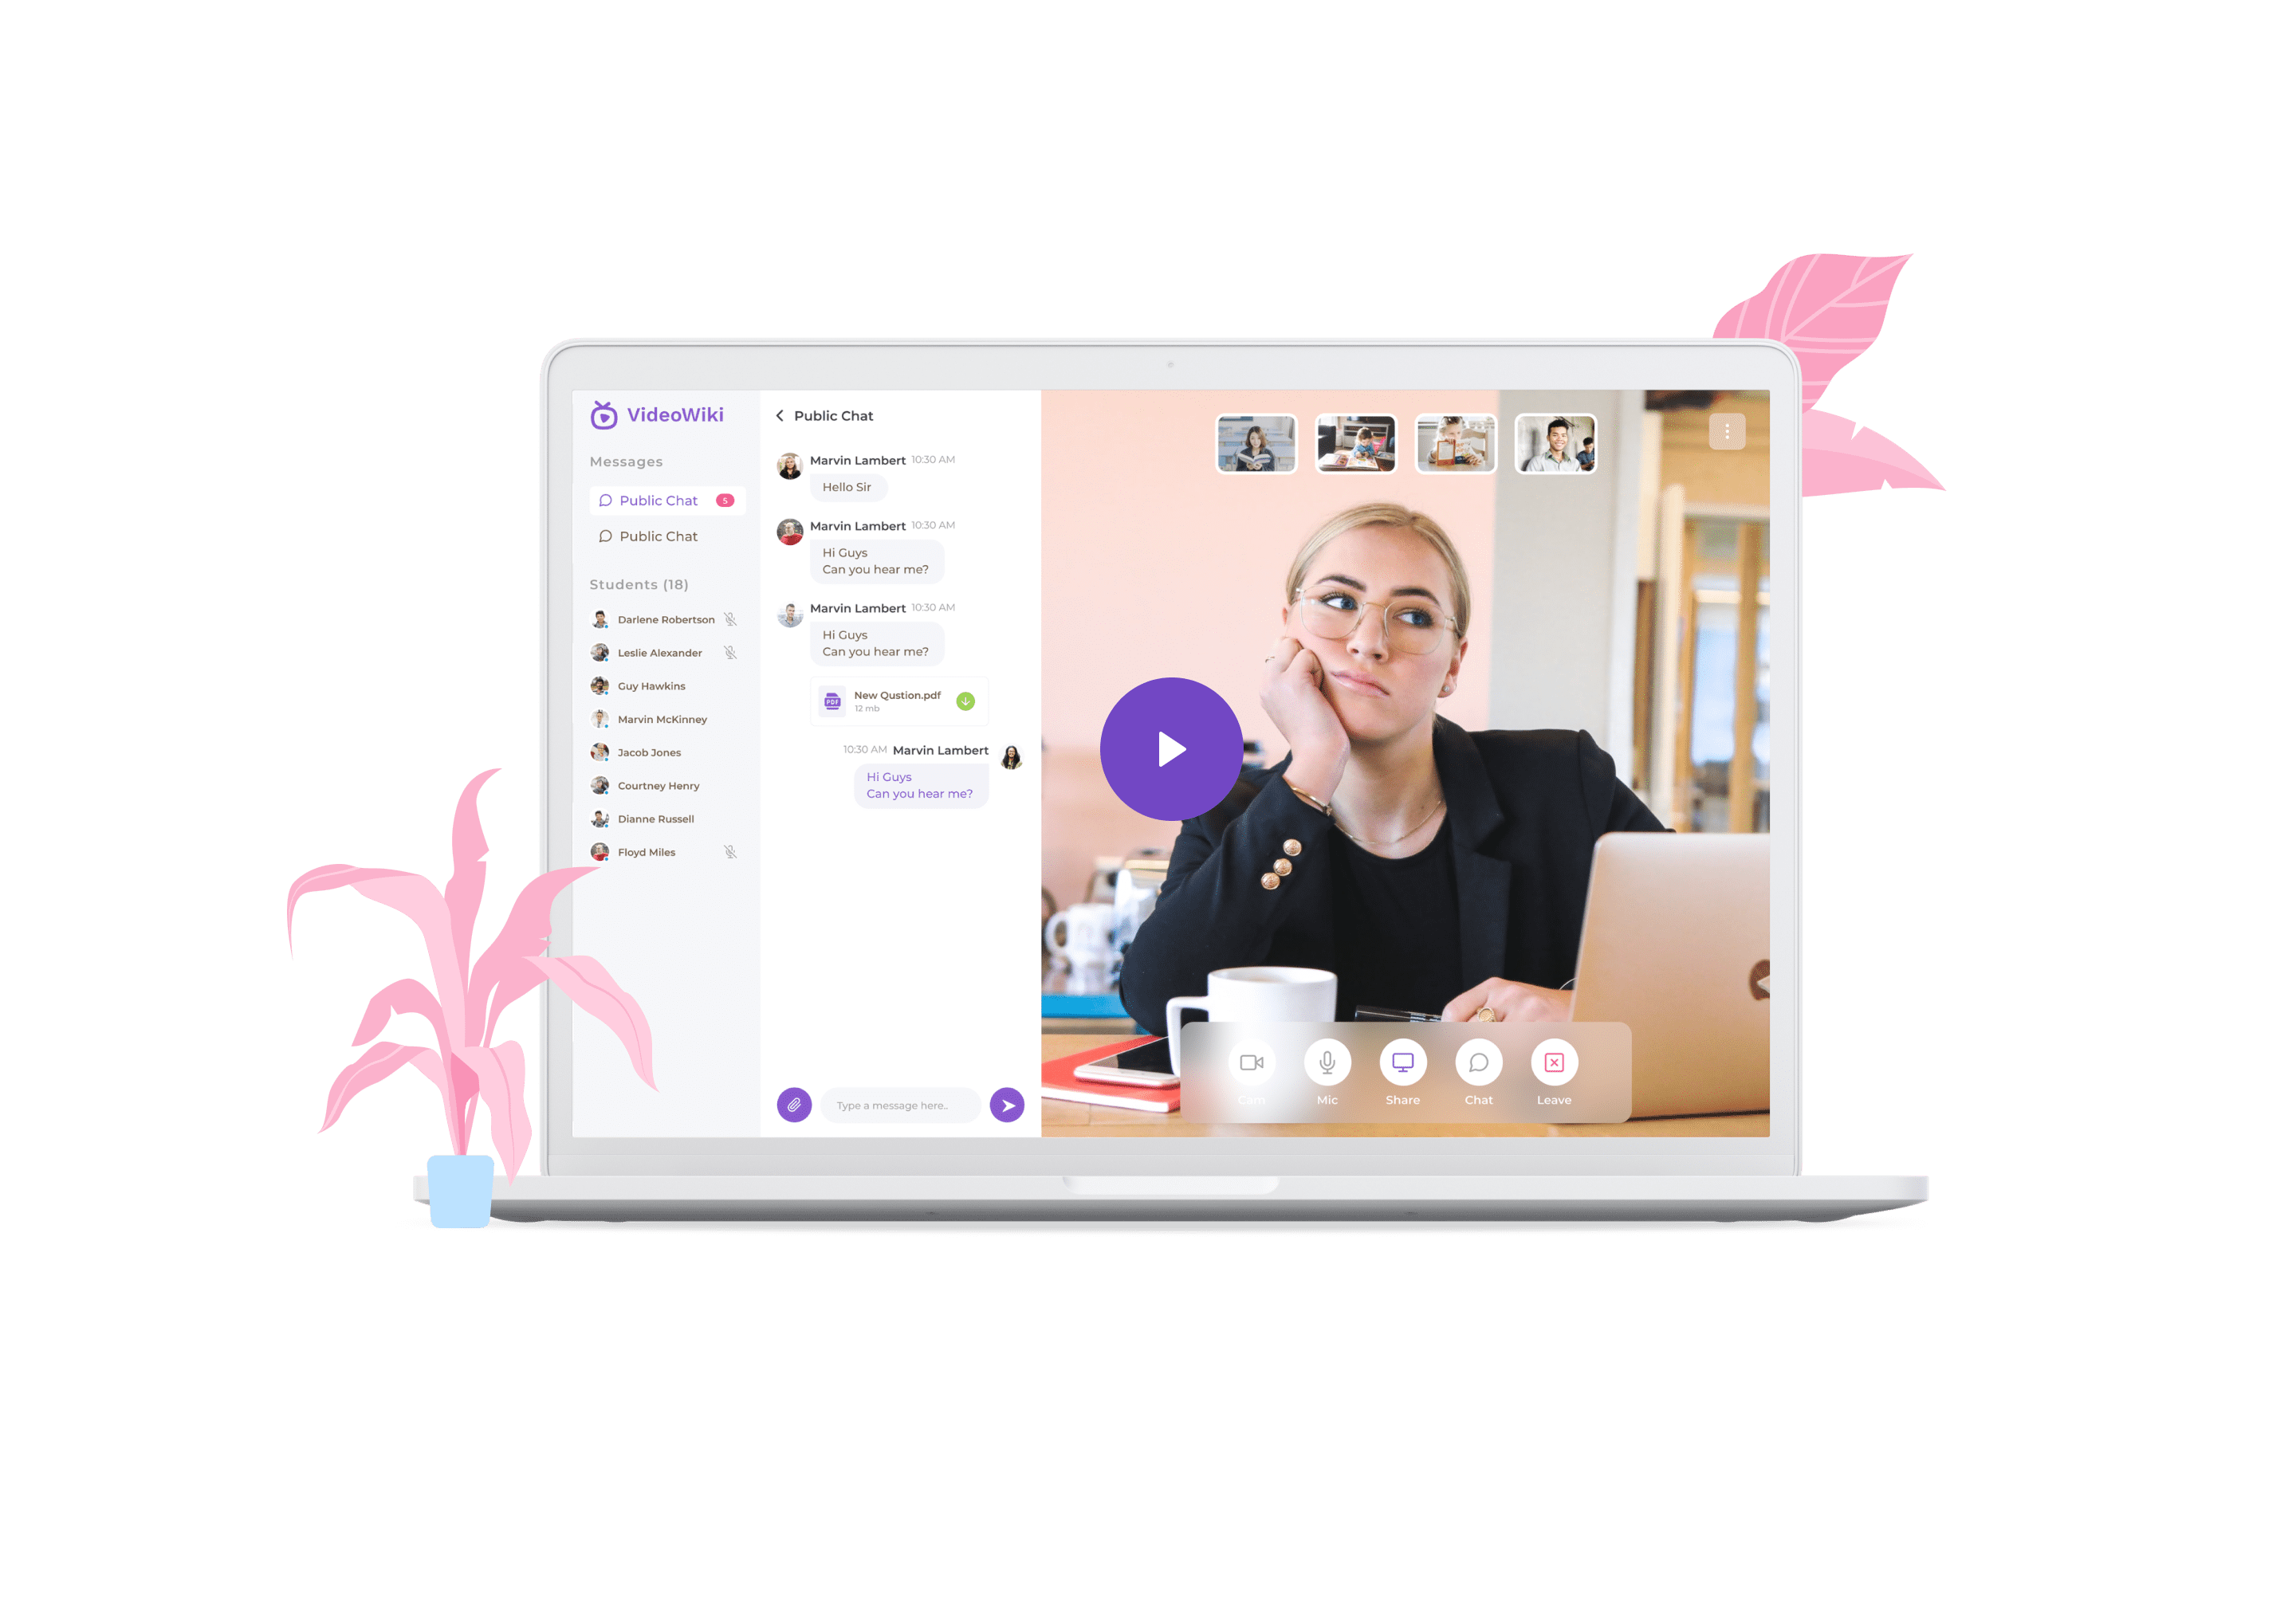 VideoWiki
Messages
Public Chat 5
Public Chat
Students (18)
Darlene Robertson
Leslie Alexander
Guy Hawkins
Marvin McKinney
Jacob Jones
Courtney Henry
Dianne Russell
Floyd Miles
Public Chat
Marvin Lambert 10:30 AM
Hello Sir
Marvin Lambert 10:30 AM
Hi Guys
Can you hear me?
Marvin Lambert 10:30 AM
Hi Guys
Can you hear me?
PDF
New Qustion.pdf
12 mb
10:30 AM Marvin Lambert
Hi Guys
Can you hear me?
Type a message here..
Cam
Mic
Share
Chat
Leave